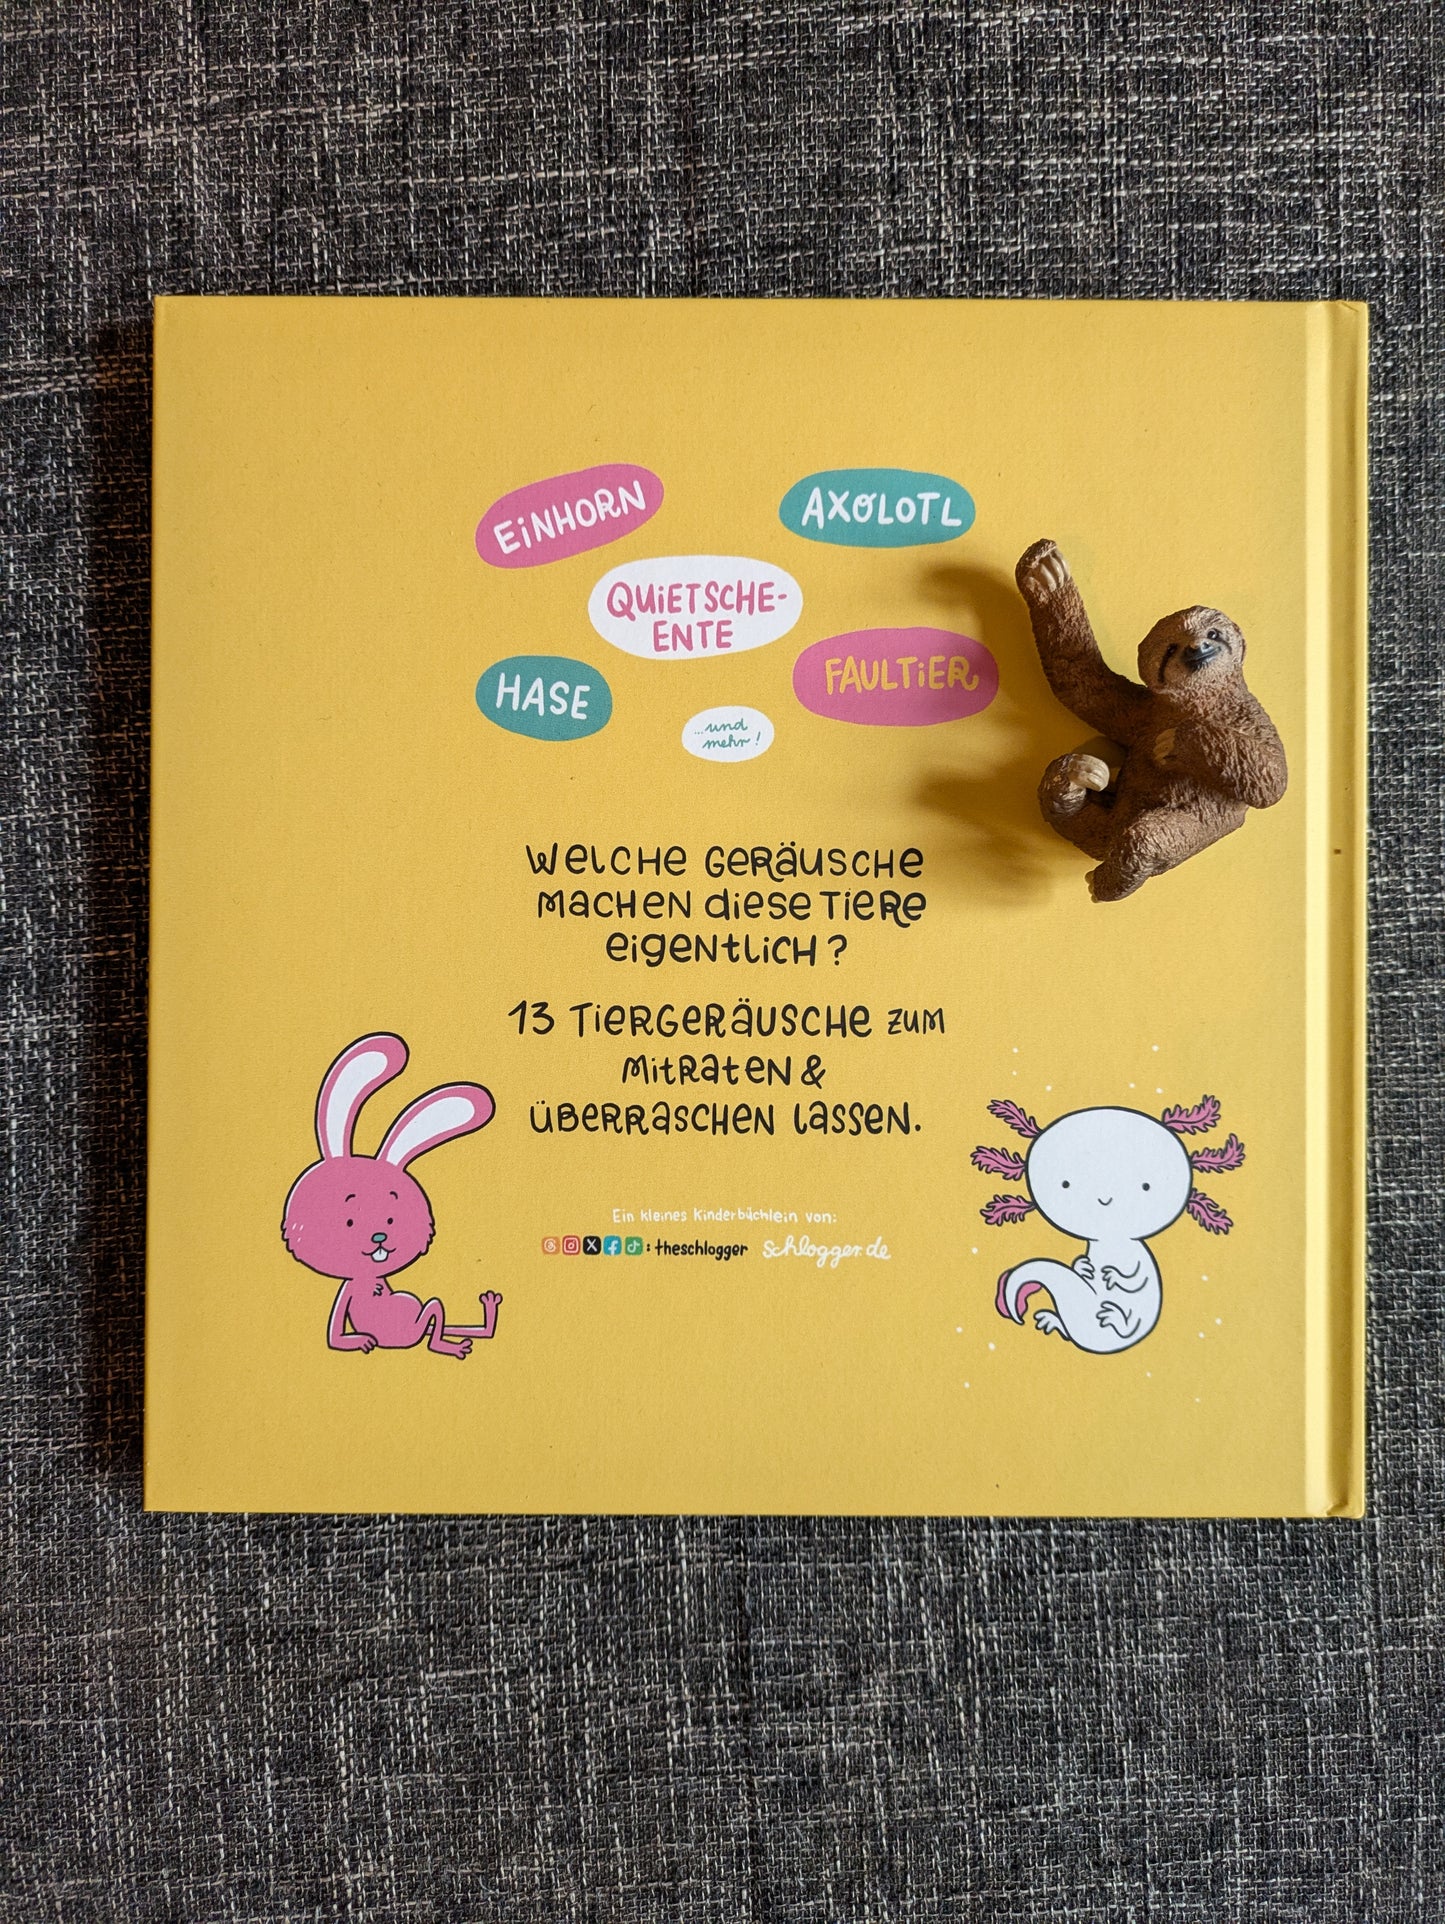 EiNHORN
AXOLOTL
QUiETSCHE-
ENTE
HASE
FAULTiER
...und
mehr!
Welche Geräusche
machen diese Tiere
eigentlich?
13 Tiergeräusche zum
Mitraten &
überraschen lassen.
Ein kleines Kinderbüchlein von:
: theschlogger schlogger.de